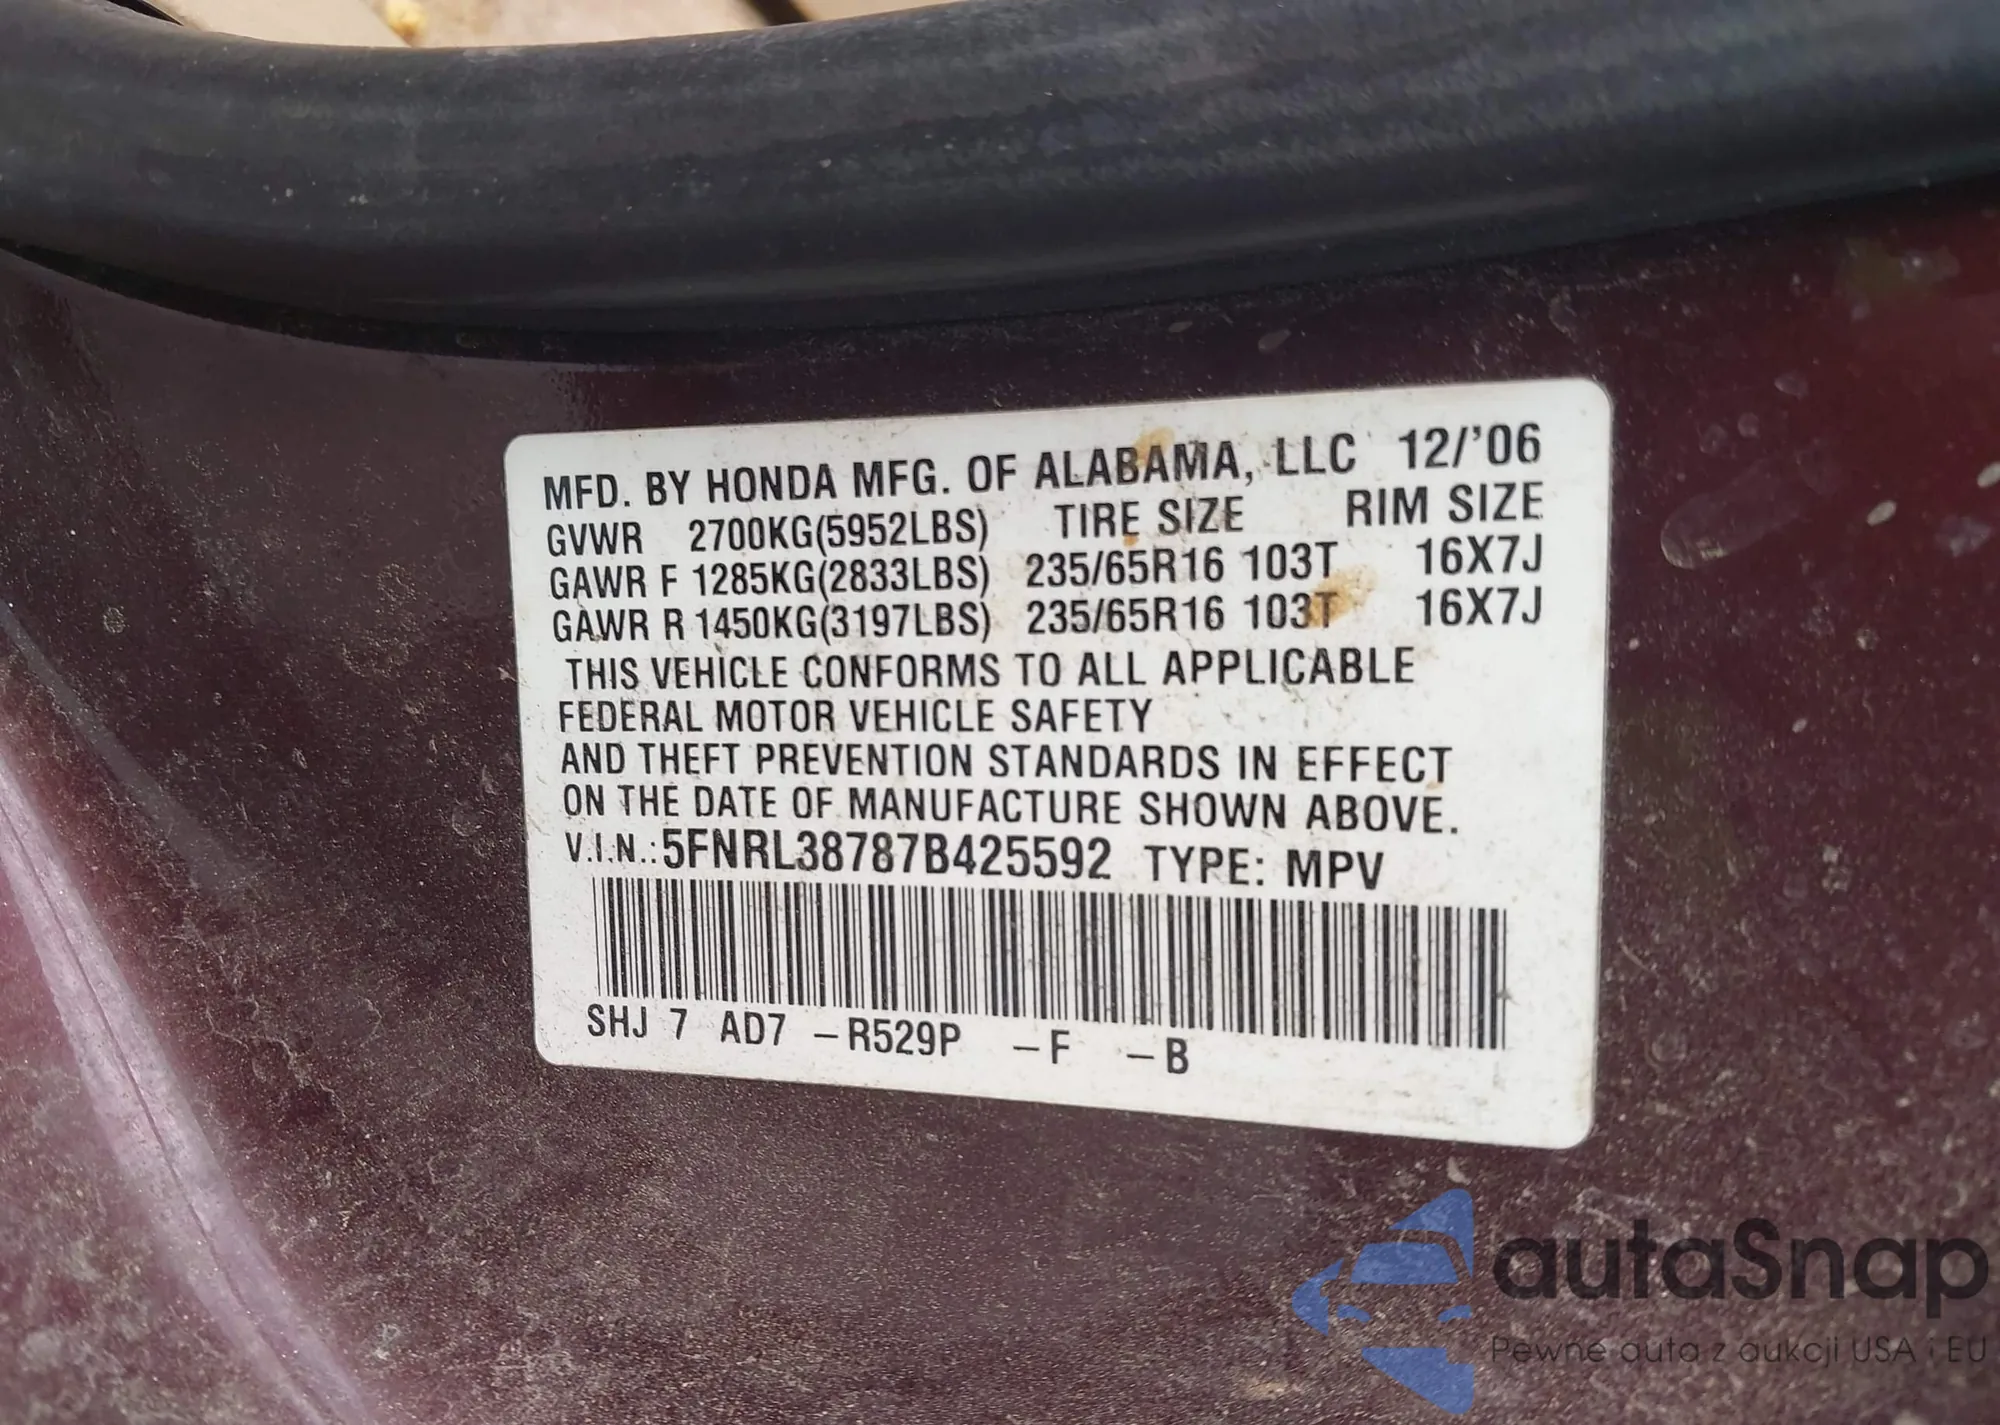 MFD. BY HONDA MFG. OF ALABAMA, LLC 12/'06
GVWR 2700KG(5952LBS) TIRE SIZE RIM SIZE
GAWR F 1285KG(2833LBS) 235/65R16 103T 16X7J
GAWR R 1450KG(3197LBS) 235/65R16 103T 16X7J
THIS VEHICLE CONFORMS TO ALL APPLICABLE
FEDERAL MOTOR VEHICLE SAFETY
AND THEFT PREVENTION STANDARDS IN EFFECT
ON THE DATE OF MANUFACTURE SHOWN ABOVE.
V.I.N.:5FNRL38787B425592 TYPE: MPV
SHJ 7 AD7 –R529P –F –B
autaSnap
Pewne auta z aukcji USA i EU